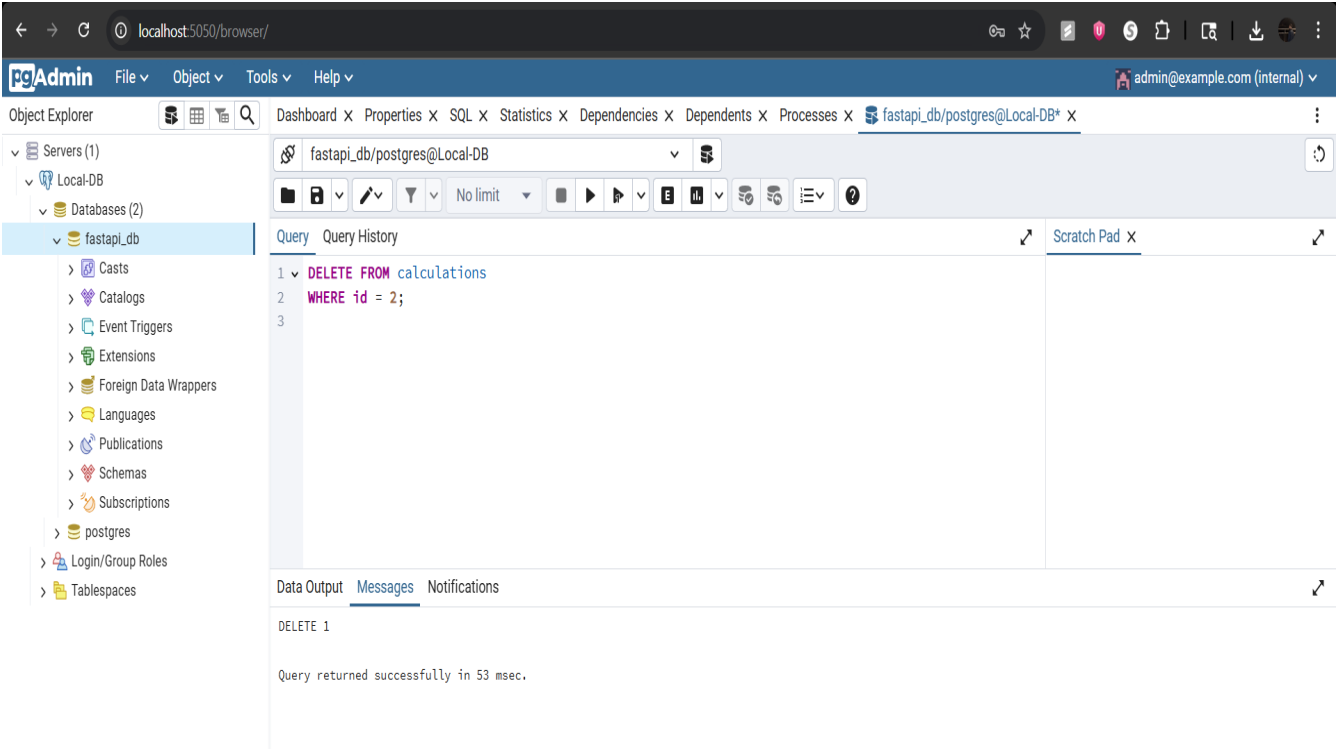 localhost:5050/browser/
pgAdmin File Object Tools Help admin@example.com (internal)
Object Explorer
Dashboard Properties SQL Statistics Dependencies Dependents Processes fastapi_db/postgres@Local-DB*
Servers (1)
Local-DB
Databases (2)
fastapi_db
Casts
Catalogs
Event Triggers
Extensions
Foreign Data Wrappers
Languages
Publications
Schemas
Subscriptions
postgres
Login/Group Roles
Tablespaces
fastapi_db/postgres@Local-DB
No limit
E
Query Query History
Scratch Pad
1 DELETE FROM calculations
2 WHERE id = 2;
3
Data Output Messages Notifications
DELETE 1
Query returned successfully in 53 msec.